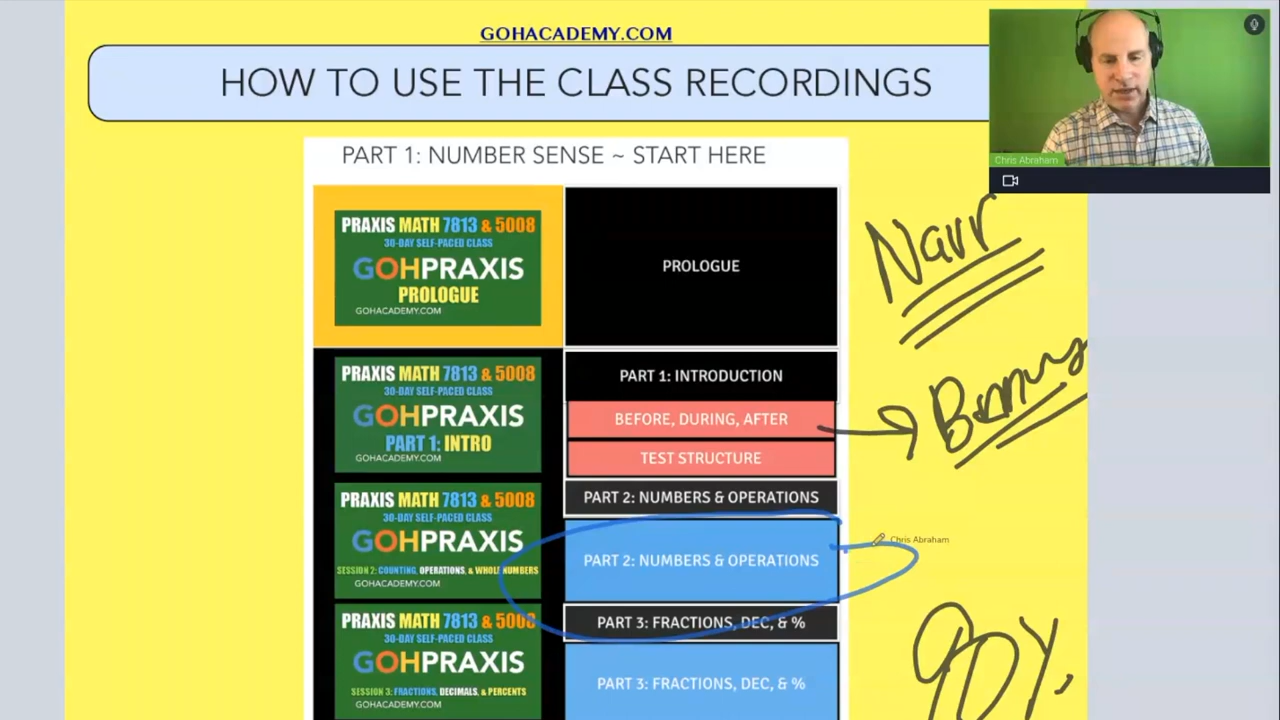 GOHACADEMY.COM
HOW TO USE THE CLASS RECORDINGS
Chris Abraham
PART 1: NUMBER SENSE ~ START HERE
PRAXIS MATH 7813 & 5008
30-DAY SELF-PACED CLASS
GOHPRAXIS
PROLOGUE
GOHACADEMY.COM
PROLOGUE
Narr
PRAXIS MATH 7813 & 5008
30-DAY SELF-PACED CLASS
GOHPRAXIS
PART 1: INTRO
GOHACADEMY.COM
PART 1: INTRODUCTION
BEFORE, DURING, AFTER
TEST STRUCTURE
Bonus
PRAXIS MATH 7813 & 5008
30-DAY SELF-PACED CLASS
GOHPRAXIS
SESSION 2: COUNTING, OPERATIONS, & WHOLE NUMBERS
GOHACADEMY.COM
PART 2: NUMBERS & OPERATIONS
PART 2: NUMBERS & OPERATIONS
Chris Abraham
PRAXIS MATH 7813 & 5008
30-DAY SELF-PACED CLASS
GOHPRAXIS
SESSION 3: FRACTIONS, DECIMALS, & PERCENTS
GOHACADEMY.COM
PART 3: FRACTIONS, DEC, & %
PART 3: FRACTIONS, DEC, & %